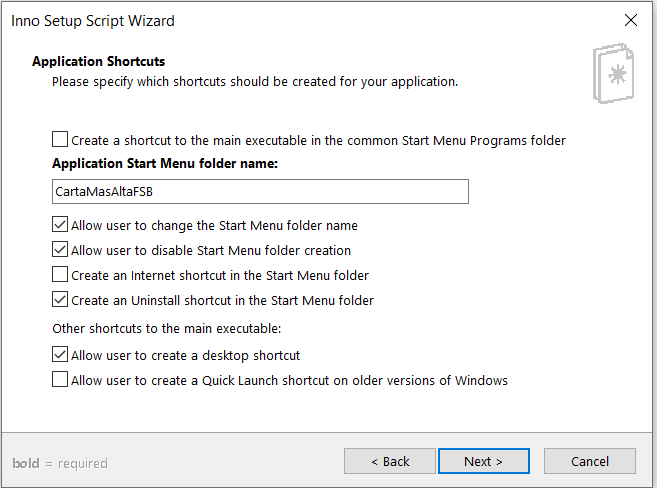 Inno Setup Script Wizard
Application Shortcuts
Please specify which shortcuts should be created for your application.
Create a shortcut to the main executable in the common Start Menu Programs folder
Application Start Menu folder name:
CartaMasAltaFSB
Allow user to change the Start Menu folder name
Allow user to disable Start Menu folder creation
Create an Internet shortcut in the Start Menu folder
Create an Uninstall shortcut in the Start Menu folder
Other shortcuts to the main executable:
Allow user to create a desktop shortcut
Allow user to create a Quick Launch shortcut on older versions of Windows
bold = required
< Back
Next >
Cancel